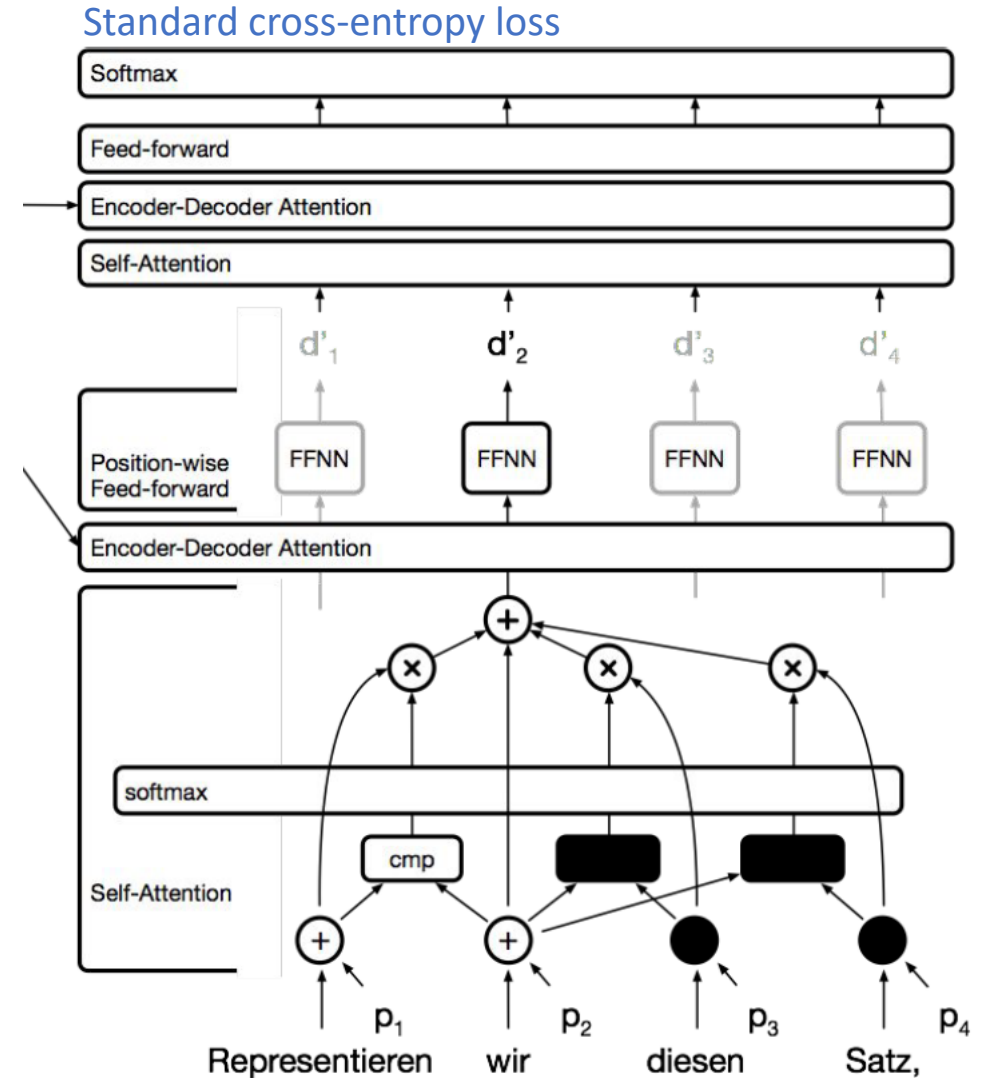 Standard cross-entropy loss
Softmax
Feed-forward
Encoder-Decoder Attention
Self-Attention
d'1 d'2 d'3 d'4
FFNN FFNN FFNN FFNN
Position-wise
Feed-forward
Encoder-Decoder Attention
+
× × ×
softmax
cmp
Self-Attention
+ +
p1 p2 p3 p4
Representieren wir diesen Satz,